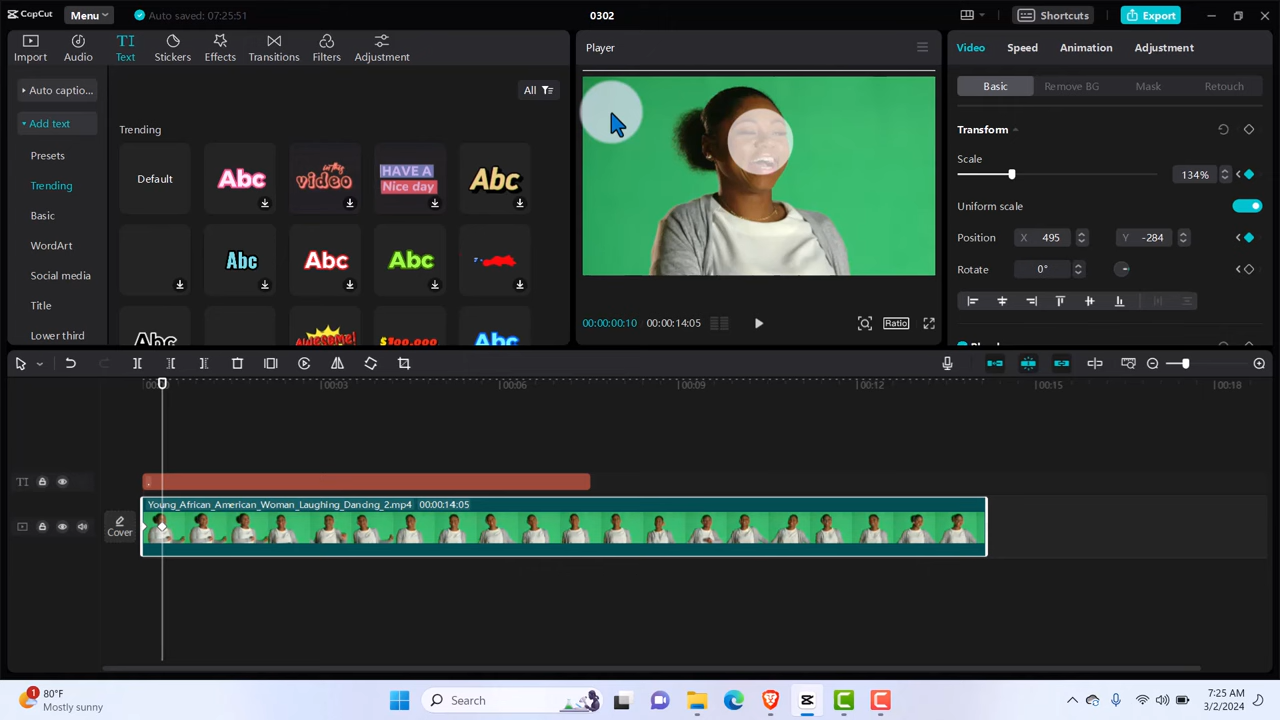 CapCut
Menu
Auto saved: 07:25:51
0302
Shortcuts
Export
Import
Audio
Text
Stickers
Effects
Transitions
Filters
Adjustment
Player
Video
Speed
Animation
Adjustment
Auto captio...
All
Basic
Remove BG
Mask
Retouch
Add text
Trending
Transform
Presets
Default
Abc
video
HAVE A
Nice day
Abc
Scale
134%
Trending
Uniform scale
Basic
Position
X 495
Y -284
WordArt
Abc
Abc
Abc
Rotate
0°
Social media
Title
Lower third
Abc
Awesome!
$100,000
Abc
00:00:00:10
00:00:14:05
Ratio
00:03
00:06
00:09
00:12
00:15
00:18
TI
Young_African_American_Woman_Laughing_Dancing_2.mp4 00:00:14:05
Cover
1
80°F
Mostly sunny
Search
7:25 AM
3/2/2024